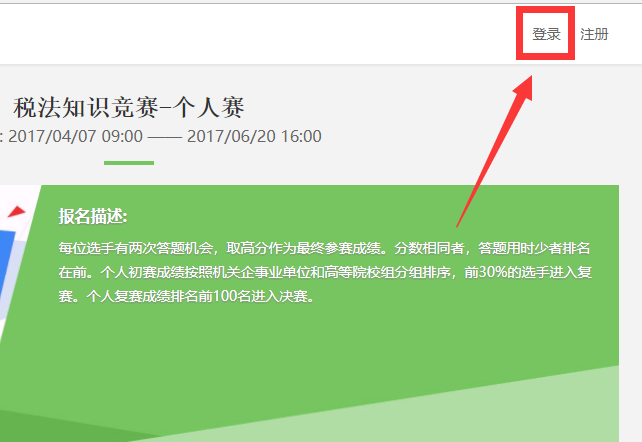 登录 注册
税法知识竞赛-个人赛
: 2017/04/07 09:00 —— 2017/06/20 16:00
报名描述:
每位选手有两次答题机会，取高分作为最终参赛成绩。分数相同者，答题用时少者排名
在前。个人初赛成绩按照机关企事业单位和高等院校组分组排序，前30%的选手进入复
赛。个人复赛成绩排名前100名进入决赛。